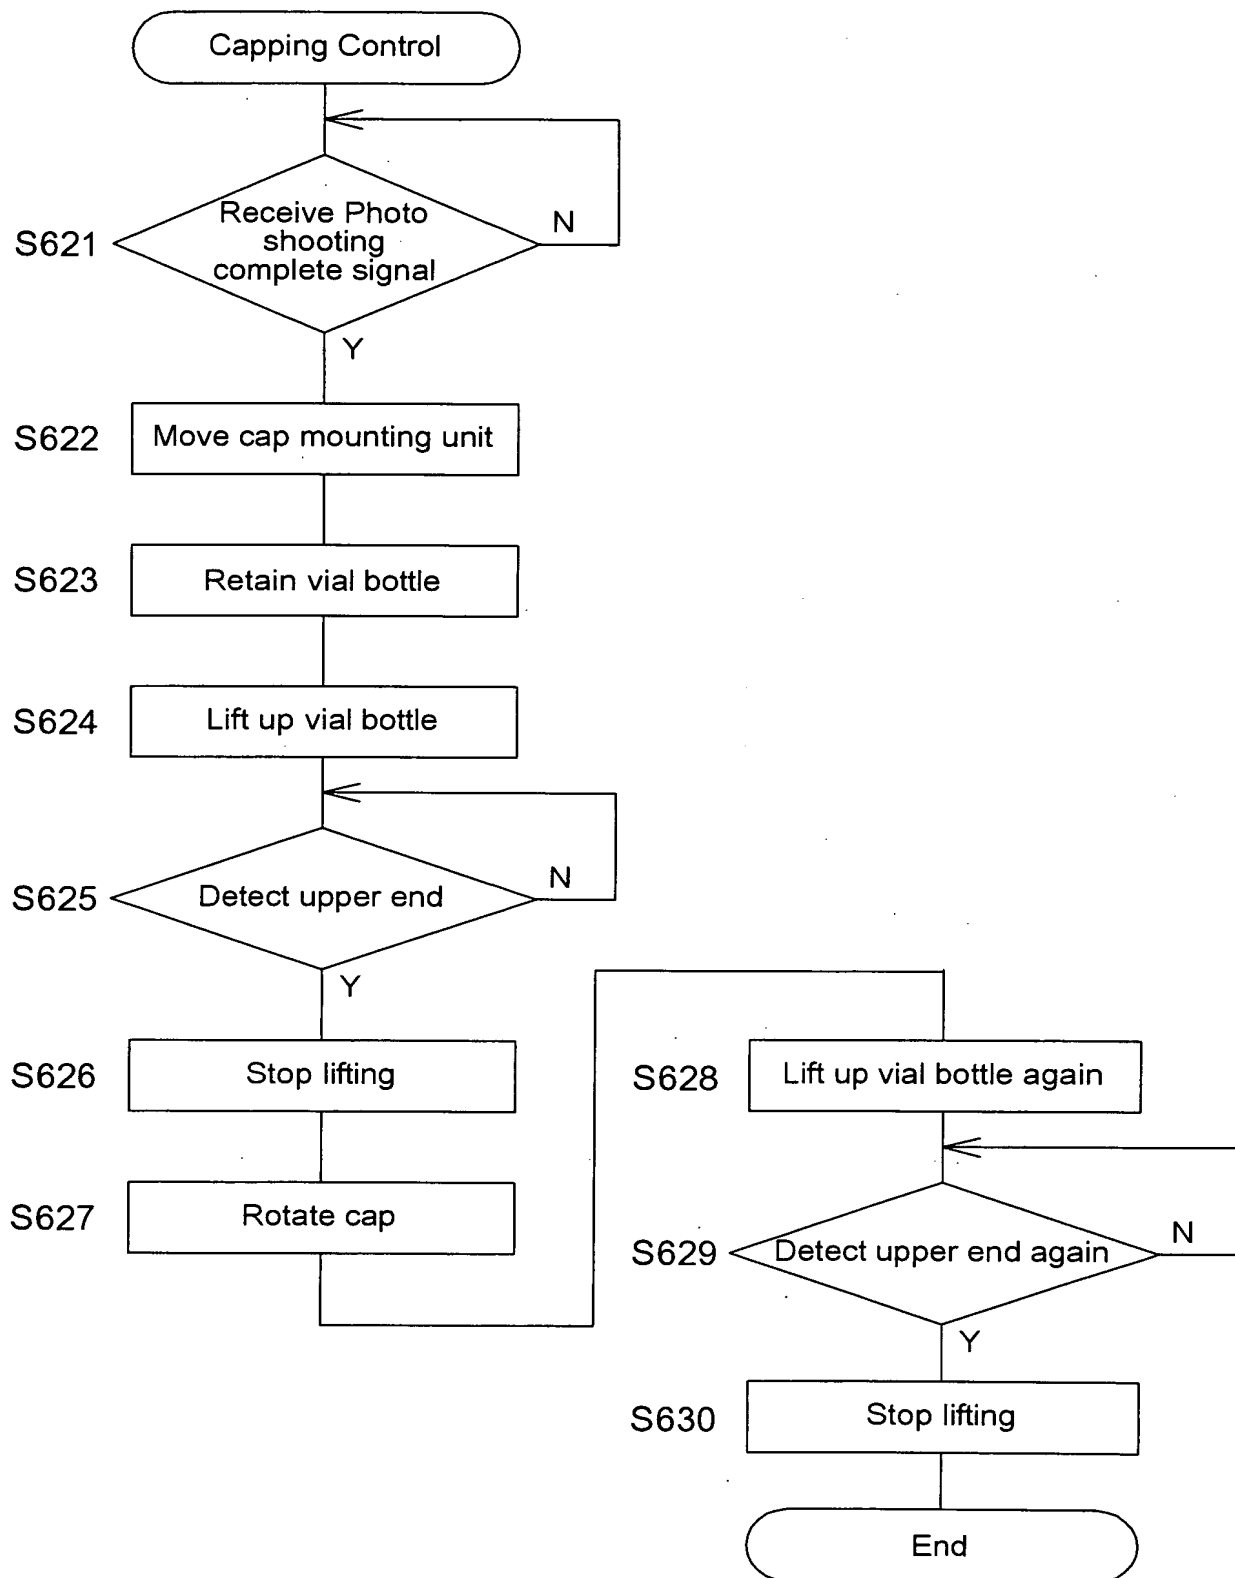 Capping Control
S621
Receive Photo
shooting
complete signal
N
Y
S622
Move cap mounting unit
S623
Retain vial bottle
S624
Lift up vial bottle
S625
Detect upper end
N
Y
S626
Stop lifting
S627
Rotate cap
S628
Lift up vial bottle again
S629
Detect upper end again
N
Y
S630
Stop lifting
End